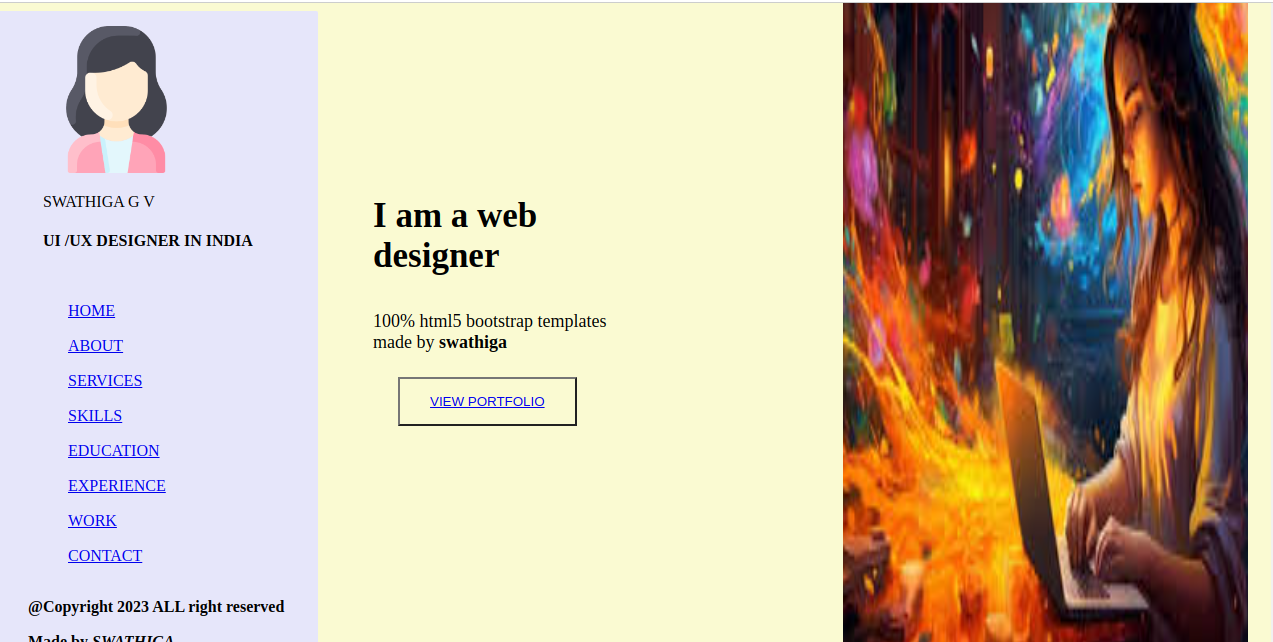 SWATHIGA G V
UI /UX DESIGNER IN INDIA
HOME
ABOUT
SERVICES
SKILLS
EDUCATION
EXPERIENCE
WORK
CONTACT
@Copyright 2023 ALL right reserved
Made by SWATHIGA
I am a web
designer
100% html5 bootstrap templates
made by swathiga
VIEW PORTFOLIO